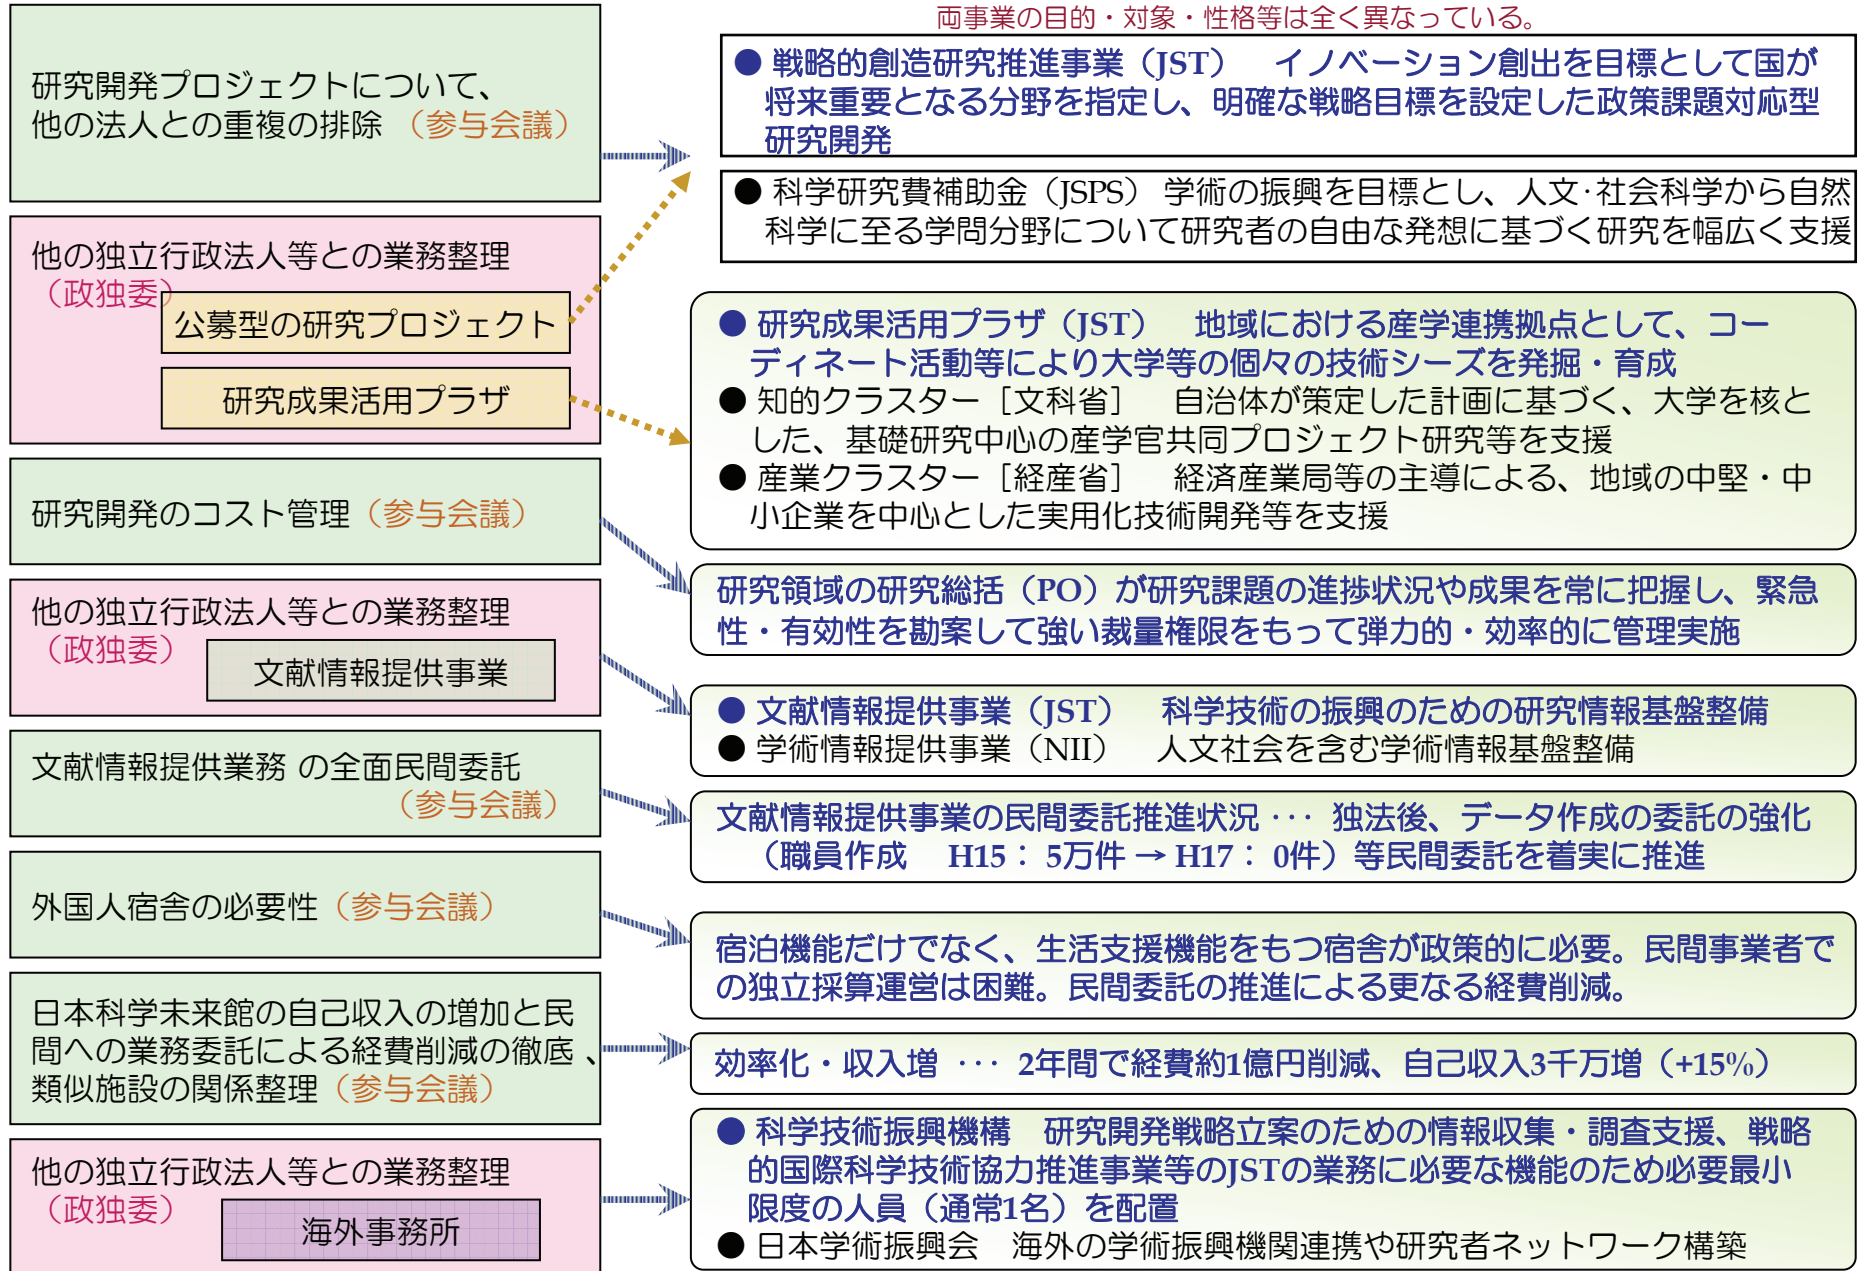 両事業の目的・対象・性格等は全く異なっている。
研究開発プロジェクトについて、
他の法人との重複の排除 （参与会議）
● 戦略的創造研究推進事業（JST）　イノベーション創出を目標として国が
将来重要となる分野を指定し、明確な戦略目標を設定した政策課題対応型
研究開発
● 科学研究費補助金（JSPS） 学術の振興を目標とし、人文･社会科学から自然
科学に至る学問分野について研究者の自由な発想に基づく研究を幅広く支援
他の独立行政法人等との業務整理
（政独委）
公募型の研究プロジェクト
研究成果活用プラザ
● 研究成果活用プラザ（JST）　地域における産学連携拠点として、コー
ディネート活動等により大学等の個々の技術シーズを発掘・育成
● 知的クラスター［文科省］　自治体が策定した計画に基づく、大学を核と
した、基礎研究中心の産学官共同プロジェクト研究等を支援
● 産業クラスター［経産省］　経済産業局等の主導による、地域の中堅・中
小企業を中心とした実用化技術開発等を支援
研究開発のコスト管理（参与会議）
研究領域の研究総括（PO）が研究課題の進捗状況や成果を常に把握し、緊急
性・有効性を勘案して強い裁量権限をもって弾力的・効率的に管理実施
他の独立行政法人等との業務整理
（政独委）
文献情報提供事業
● 文献情報提供事業（JST）　科学技術の振興のための研究情報基盤整備
● 学術情報提供事業（NII）　人文社会を含む学術情報基盤整備
文献情報提供業務 の全面民間委託
（参与会議）
文献情報提供事業の民間委託推進状況 ･･･ 独法後、データ作成の委託の強化
（職員作成　H15： 5万件 → H17： 0件）等民間委託を着実に推進
外国人宿舎の必要性（参与会議）
宿泊機能だけでなく、生活支援機能をもつ宿舎が政策的に必要。民間事業者で
の独立採算運営は困難。民間委託の推進による更なる経費削減。
日本科学未来館の自己収入の増加と民
間への業務委託による経費削減の徹底 、
類似施設の関係整理（参与会議）
効率化・収入増 ･･･ 2年間で経費約1億円削減、自己収入3千万増（+15%）
他の独立行政法人等との業務整理
（政独委）
海外事務所
● 科学技術振興機構　研究開発戦略立案のための情報収集・調査支援、戦略
的国際科学技術協力推進事業等のJSTの業務に必要な機能のため必要最小
限度の人員（通常1名）を配置
● 日本学術振興会　海外の学術振興機関連携や研究者ネットワーク構築